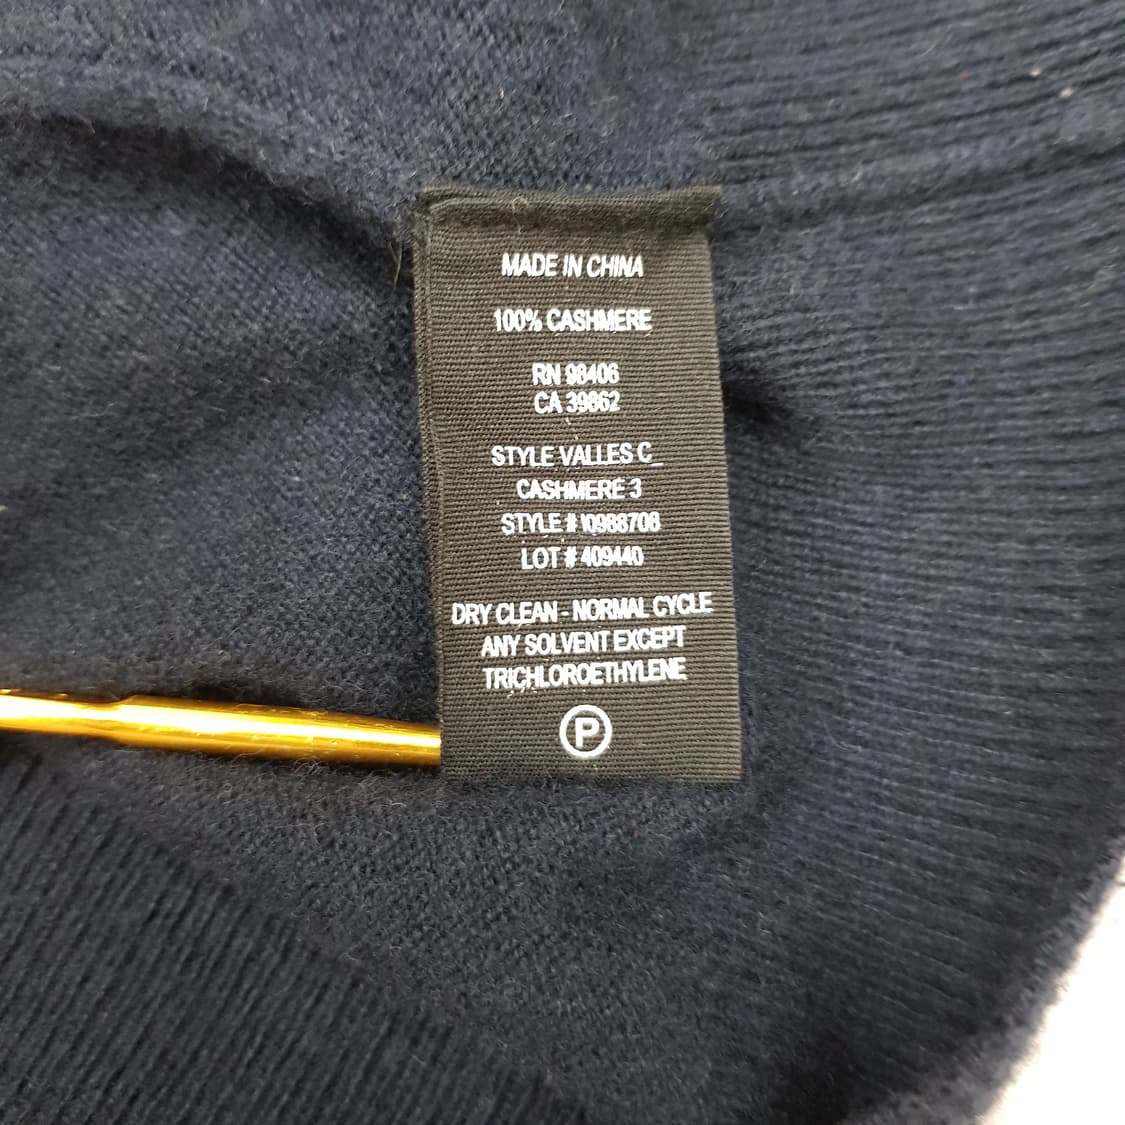 MADE IN CHINA
100% CASHMERE
RN 98406
CA 39862
STYLE VALLES C_
CASHMERE 3
STYLE # I0988708
LOT # 409440
DRY CLEAN - NORMAL CYCLE
ANY SOLVENT EXCEPT
TRICHLOROETHYLENE
P